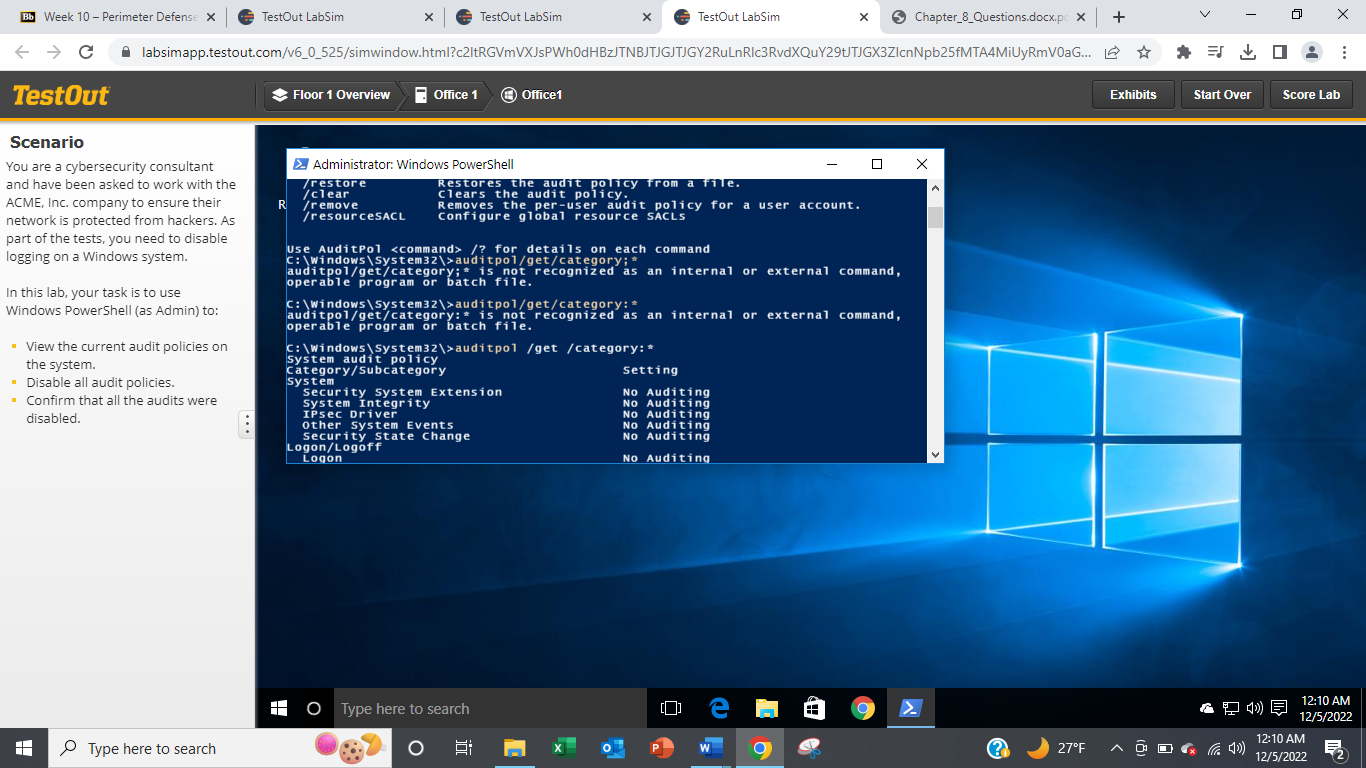 Week 10 – Perimeter Defense
TestOut LabSim
TestOut LabSim
TestOut LabSim
Chapter_8_Questions.docx.pd
labsimapp.testout.com/v6_0_525/simwindow.html?
TestOut
Floor 1 Overview
Office 1
Office1
Exhibits
Start Over
Score Lab
Scenario
You are a cybersecurity consultant
and have been asked to work with the
ACME, Inc. company to ensure their
network is protected from hackers. As
part of the tests, you need to disable
logging on a Windows system.
In this lab, your task is to use
Windows PowerShell (as Admin) to:
View the current audit policies on
the system.
Disable all audit policies.
Confirm that all the audits were
disabled.
R
Administrator: Windows PowerShell
/restore Restores the audit policy from a file.
/clear Clears the audit policy.
/remove Removes the per-user audit policy for a user account.
/resourceSACL Configure global resource SACLs
Use AuditPol <command> /? for details on each command
C:\Windows\System32\>auditpol/get/category;*
auditpol/get/category;* is not recognized as an internal or external command,
operable program or batch file.
C:\Windows\System32\>auditpol/get/category:*
auditpol/get/category:* is not recognized as an internal or external command,
operable program or batch file.
C:\Windows\System32\>auditpol /get /category:*
System audit policy
Category/Subcategory Setting
System
Security System Extension No Auditing
System Integrity No Auditing
IPsec Driver No Auditing
Other System Events No Auditing
Security State Change No Auditing
Logon/Logoff
Logon No Auditing
Type here to search
12:10 AM
12/5/2022
Type here to search
27°F
12:10 AM
12/5/2022
2